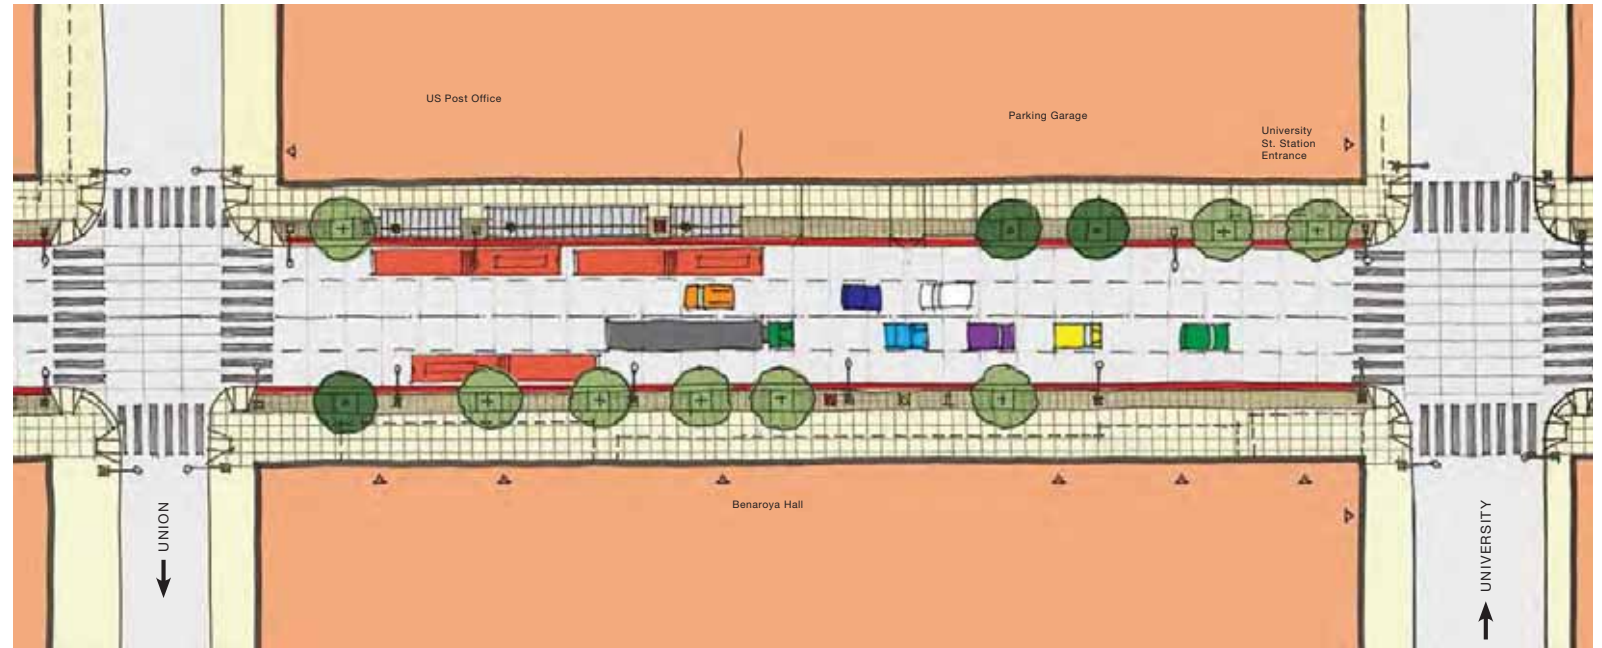 US Post Office
Parking Garage
University
St. Station
Entrance
Benaroya Hall
UNION
UNIVERSITY